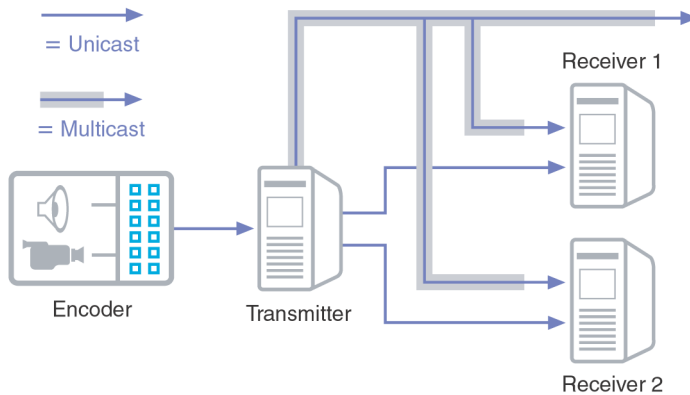 = Unicast
= Multicast
Receiver 1
Encoder
Transmitter
Receiver 2